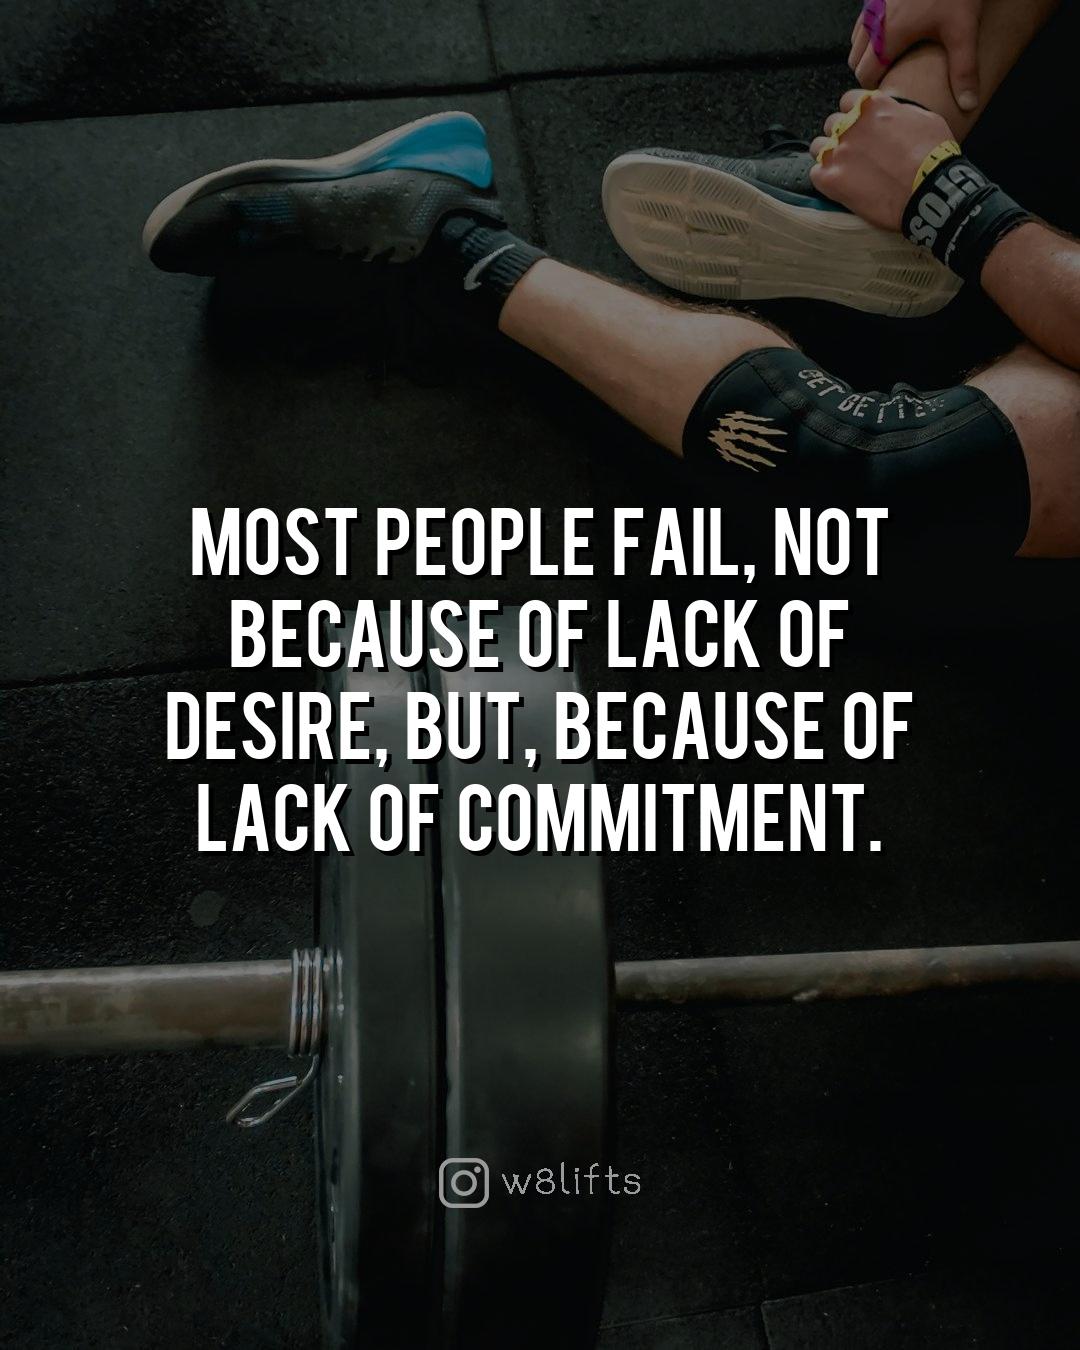 GET BETTER
MOST PEOPLE FAIL, NOT
BECAUSE OF LACK OF
DESIRE, BUT, BECAUSE OF
LACK OF COMMITMENT.
w8lifts